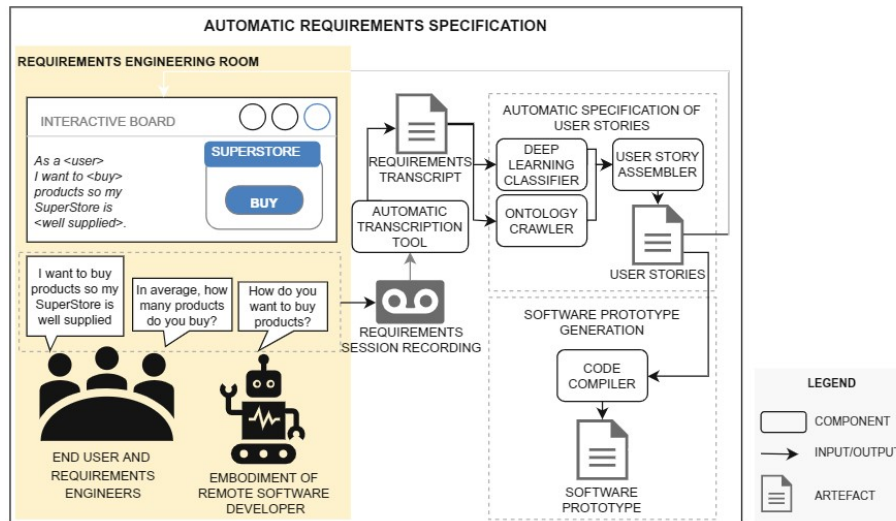 AUTOMATIC REQUIREMENTS SPECIFICATION
REQUIREMENTS ENGINEERING ROOM
INTERACTIVE BOARD
As a <user>
I want to <buy>
products so my
SuperStore is
<well supplied>.
SUPERSTORE
BUY
I want to buy
products so my
SuperStore is
well supplied
In average, how
many products
do you buy?
How do you
want to buy
products?
END USER AND
REQUIREMENTS
ENGINEERS
EMBODIMENT OF
REMOTE SOFTWARE
DEVELOPER
REQUIREMENTS
TRANSCRIPT
AUTOMATIC
TRANSCRIPTION
TOOL
REQUIREMENTS
SESSION RECORDING
AUTOMATIC SPECIFICATION OF
USER STORIES
DEEP
LEARNING
CLASSIFIER
ONTOLOGY
CRAWLER
USER STORY
ASSEMBLER
USER STORIES
SOFTWARE PROTOTYPE
GENERATION
CODE
COMPILER
SOFTWARE
PROTOTYPE
LEGEND
COMPONENT
INPUT/OUTPUT
ARTEFACT